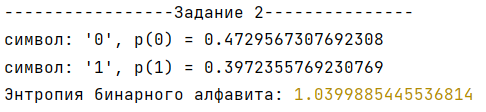 -----------------Задание 2---------------
символ: '0', p(0) = 0.4729567307692308
символ: '1', p(1) = 0.3972355769230769
Энтропия бинарного алфавита: 1.0399885445536814